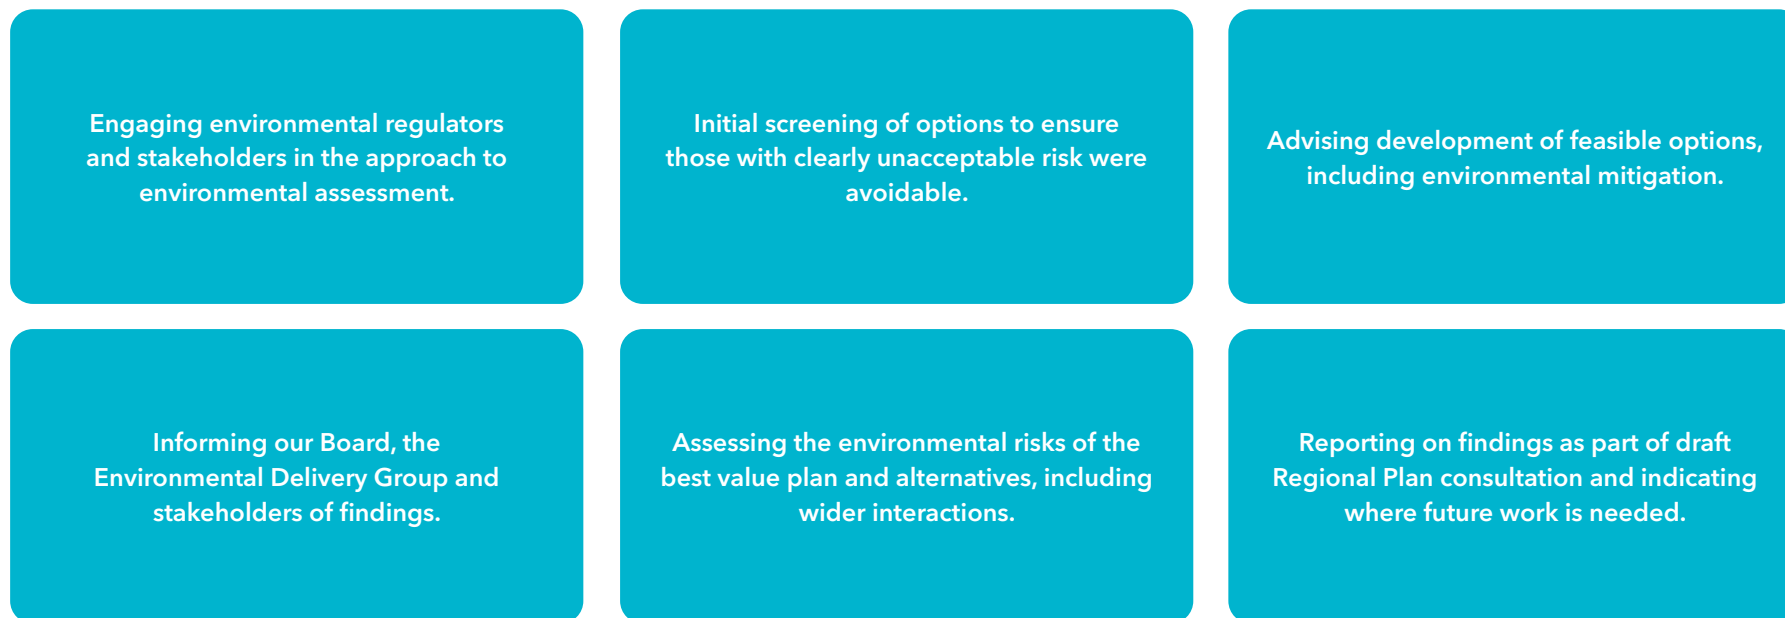 Engaging environmental regulators
and stakeholders in the approach to
environmental assessment.
Initial screening of options to ensure
those with clearly unacceptable risk were
avoidable.
Advising development of feasible options,
including environmental mitigation.
Informing our Board, the
Environmental Delivery Group and
stakeholders of findings.
Assessing the environmental risks of the
best value plan and alternatives, including
wider interactions.
Reporting on findings as part of draft
Regional Plan consultation and indicating
where future work is needed.